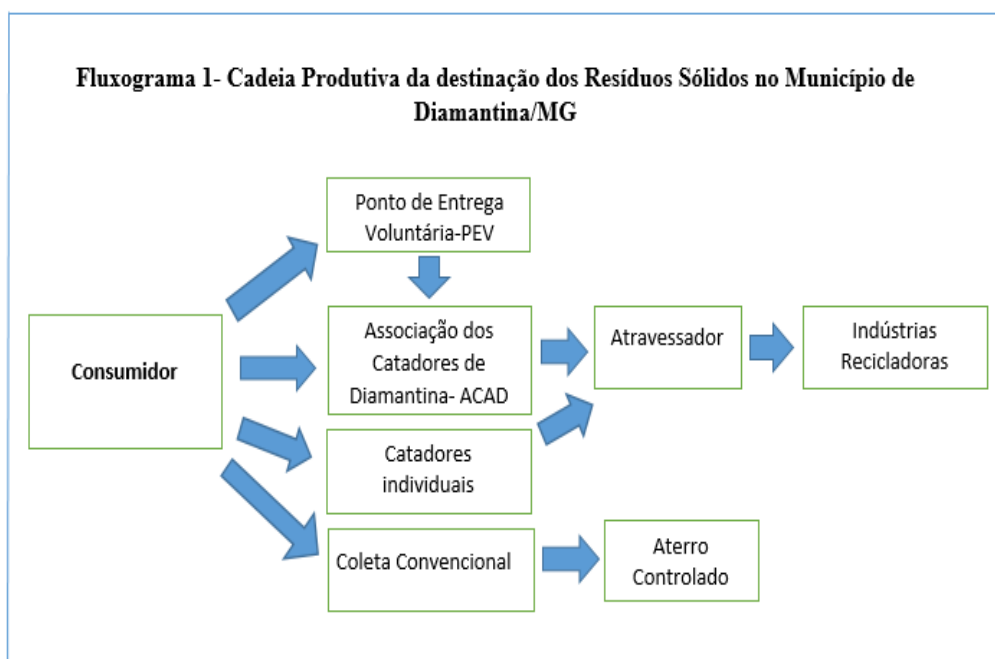 Fluxograma 1- Cadeia Produtiva da destinação dos Resíduos Sólidos no Município de
Diamantina/MG
Ponto de Entrega
Voluntária-PEV
Consumidor
Associação dos
Catadores de
Diamantina- ACAD
Atravessador
Indústrias
Recicladoras
Catadores
individuais
Coleta Convencional
Aterro
Controlado